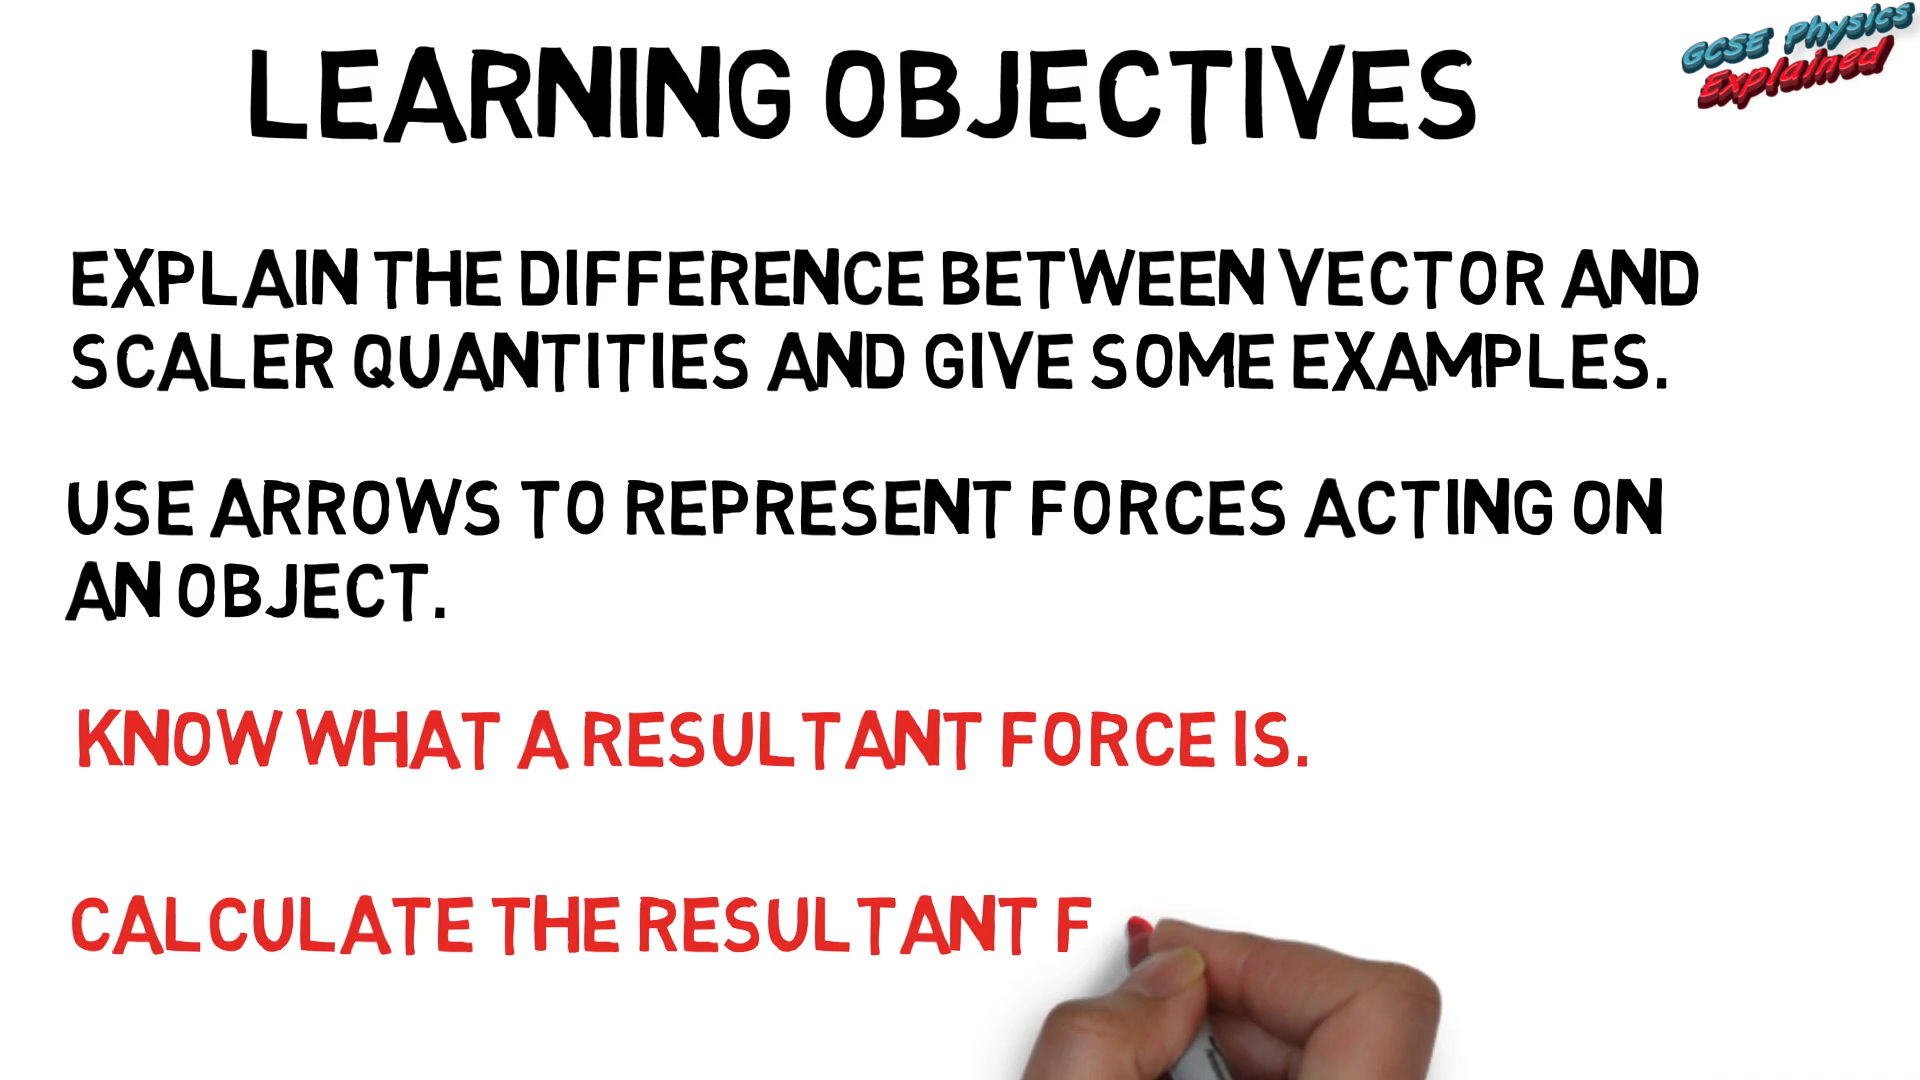 LEARNING OBJECTIVES
GCSE Physics
Explained
EXPLAIN THE DIFFERENCE BETWEEN VECTOR AND
SCALER QUANTITIES AND GIVE SOME EXAMPLES.
USE ARROWS TO REPRESENT FORCES ACTING ON
AN OBJECT.
KNOW WHAT A RESULTANT FORCE IS.
CALCULATE THE RESULTANT F